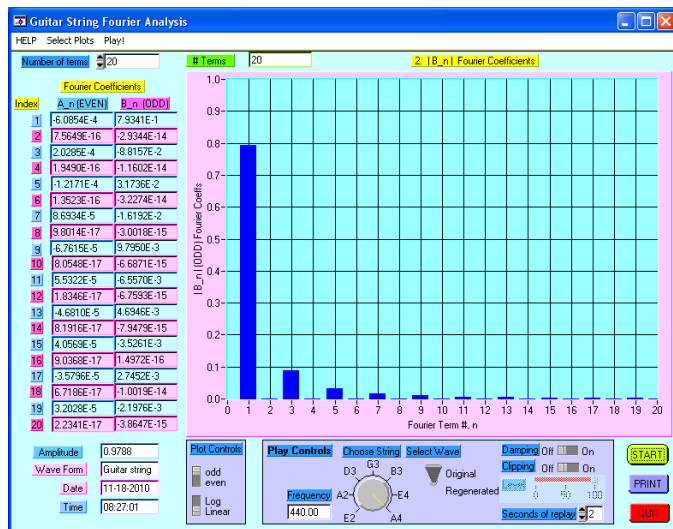 Guitar String Fourier Analysis
HELP Select Plots Play!
Number of terms 20 # Terms 20 2. |B_n| Fourier Coefficients
Fourier Coefficients
Index A_n (EVEN) B_n (ODD)
1 -6.0854E-4 7.9341E-1
2 7.5649E-16 -2.9344E-14
3 2.0285E-4 -8.8157E-2
4 1.9490E-16 -1.1602E-14
5 -1.2171E-4 3.1736E-2
6 1.3523E-16 -3.2274E-14
7 8.6934E-5 -1.6192E-2
8 9.8014E-17 -3.0018E-15
9 -6.7615E-5 9.7950E-3
10 8.0548E-17 -6.6871E-15
11 5.5322E-5 -6.5570E-3
12 1.8346E-17 -6.7593E-15
13 -4.6810E-5 4.6946E-3
14 8.1916E-17 -7.9479E-15
15 4.0569E-5 -3.5261E-3
16 9.0368E-17 1.4972E-16
17 -3.5796E-5 2.7452E-3
18 6.7186E-17 -1.0019E-14
19 3.2028E-5 -2.1976E-3
20 2.2341E-17 -3.8647E-15
|B_n| (ODD) Fourier Coeffs
1.0
0.9
0.8
0.7
0.6
0.5
0.4
0.3
0.2
0.1
0.0
0 1 2 3 4 5 6 7 8 9 10 11 12 13 14 15 16 17 18 19 20
Fourier Term #, n
Amplitude 0.9788
Wave Form Guitar string
Date 11-18-2010
Time 08:27:01
Plot Controls
odd
even
Log
Linear
Play Controls Choose String Select Wave
Frequency
440.00
G3
D3 B3
A2 E4
E2 A4
Original
Regenerated
Damping Off On
Clipping Off On
Level
0 50 100
Seconds of replay 2
START
PRINT
QUIT